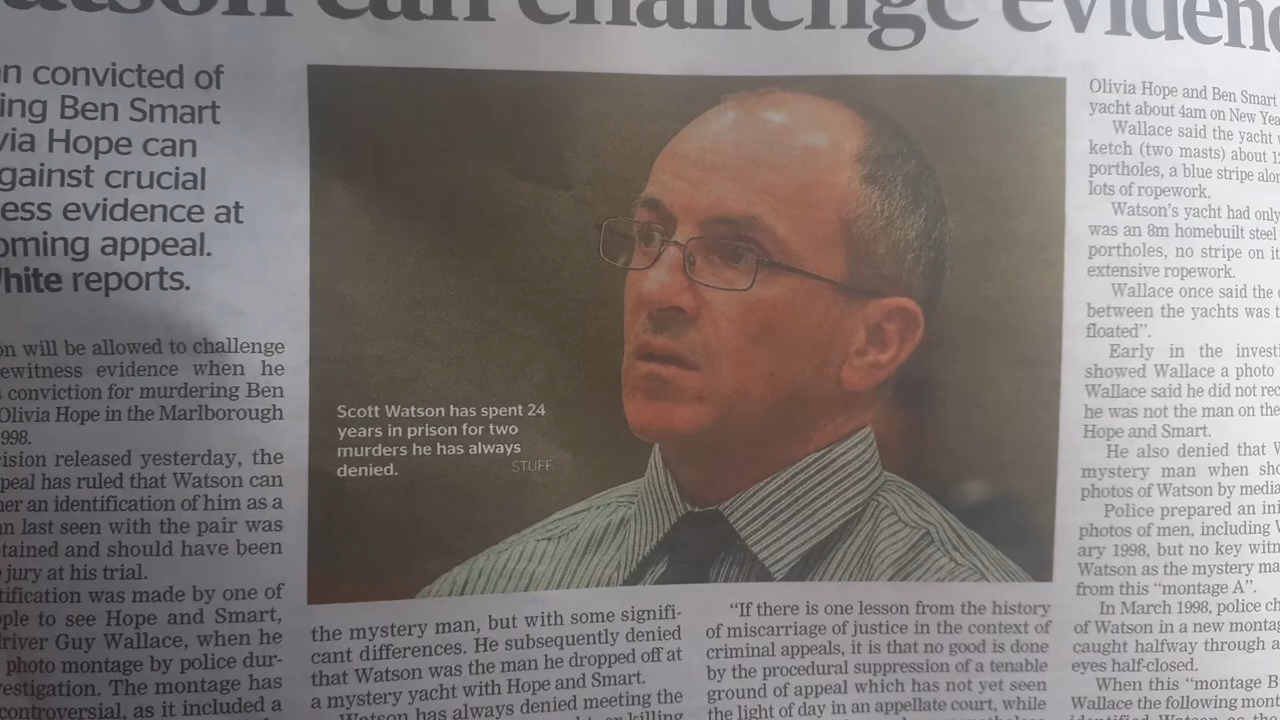 can challenge
n convicted of
ing Ben Smart
via Hope can
gainst crucial
ess evidence at
oming appeal.
hite reports.
on will be allowed to challenge
ewitness evidence when he
conviction for murdering Ben
Olivia Hope in the Marlborough
998.
ision released yesterday, the
peal has ruled that Watson can
her an identification of him as a
n last seen with the pair was
tained and should have been
jury at his trial.
tification was made by one of
ople to see Hope and Smart,
driver Guy Wallace, when he
photo montage by police dur-
vestigation. The montage has
controversial, as it included a
Scott Watson has spent 24
years in prison for two
murders he has always
denied.
STUFF
the mystery man, but with some signifi-
cant differences. He subsequently denied
that Watson was the man he dropped off at
a mystery yacht with Hope and Smart.
Watson has always denied meeting the
or killing
"If there is one lesson from the history
of miscarriage of justice in the context of
criminal appeals, it is that no good is done
by the procedural suppression of a tenable
ground of appeal which has not yet seen
the light of day in an appellate court, while
Olivia Hope and Ben Smart
yacht about 4am on New Yea
Wallace said the yacht
ketch (two masts) about 1
portholes, a blue stripe alon
lots of ropework.
Watson's yacht had only
was an 8m homebuilt steel
portholes, no stripe on it
extensive ropework.
Wallace once said the
between the yachts was t
floated".
Early in the investi
showed Wallace a photo
Wallace said he did not rec
he was not the man on the
Hope and Smart.
He also denied that W
mystery man when sho
photos of Watson by media
Police prepared an ini
photos of men, including
ary 1998, but no key witn
Watson as the mystery ma
from this "montage A".
In March 1998, police ch
of Watson in a new montag
caught halfway through a
eyes half-closed.
When this "montage B
Wallace the following mont